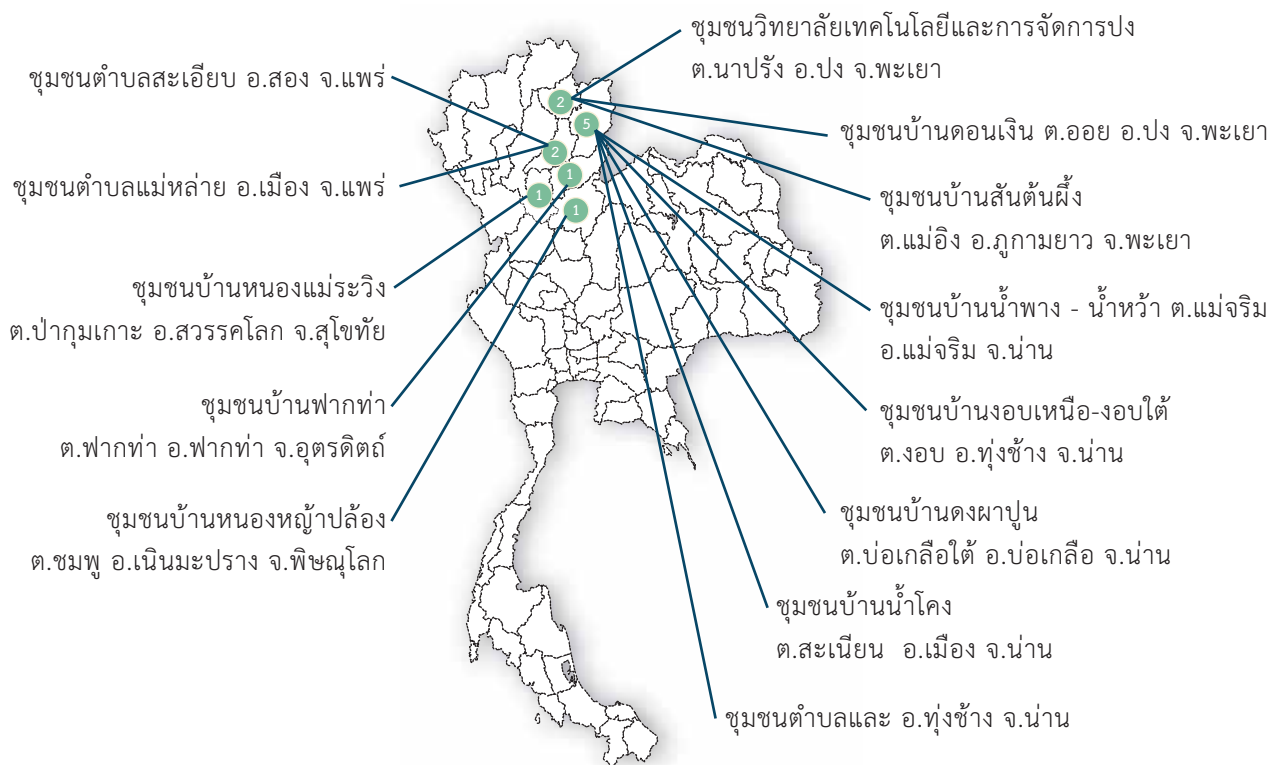 ชุมชนตำบลสะเอียบ อ.สอง จ.แพร่
ชุมชนตำบลแม่หล่าย อ.เมือง จ.แพร่
ชุมชนบ้านหนองแม่ระวิง
ต.ป่ากุมเกาะ อ.สวรรคโลก จ.สุโขทัย
ชุมชนบ้านฟากท่า
ต.ฟากท่า อ.ฟากท่า จ.อุตรดิตถ์
ชุมชนบ้านหนองหญ้าปล้อง
ต.ชมพู อ.เนินมะปราง จ.พิษณุโลก
2
5
2
1
1
1
ชุมชนวิทยาลัยเทคโนโลยีและการจัดการปง
ต.นาปรัง อ.ปง จ.พะเยา
ชุมชนบ้านดอนเงิน ต.ออย อ.ปง จ.พะเยา
ชุมชนบ้านสันต้นผึ้ง
ต.แม่อิง อ.ภูกามยาว จ.พะเยา
ชุมชนบ้านน้ำพาง - น้ำหว้า ต.แม่จริม
อ.แม่จริม จ.น่าน
ชุมชนบ้านงอบเหนือ-งอบใต้
ต.งอบ อ.ทุ่งช้าง จ.น่าน
ชุมชนบ้านดงผาปูน
ต.บ่อเกลือใต้ อ.บ่อเกลือ จ.น่าน
ชุมชนบ้านน้ำโคง
ต.สะเนียน อ.เมือง จ.น่าน
ชุมชนตำบลและ อ.ทุ่งช้าง จ.น่าน